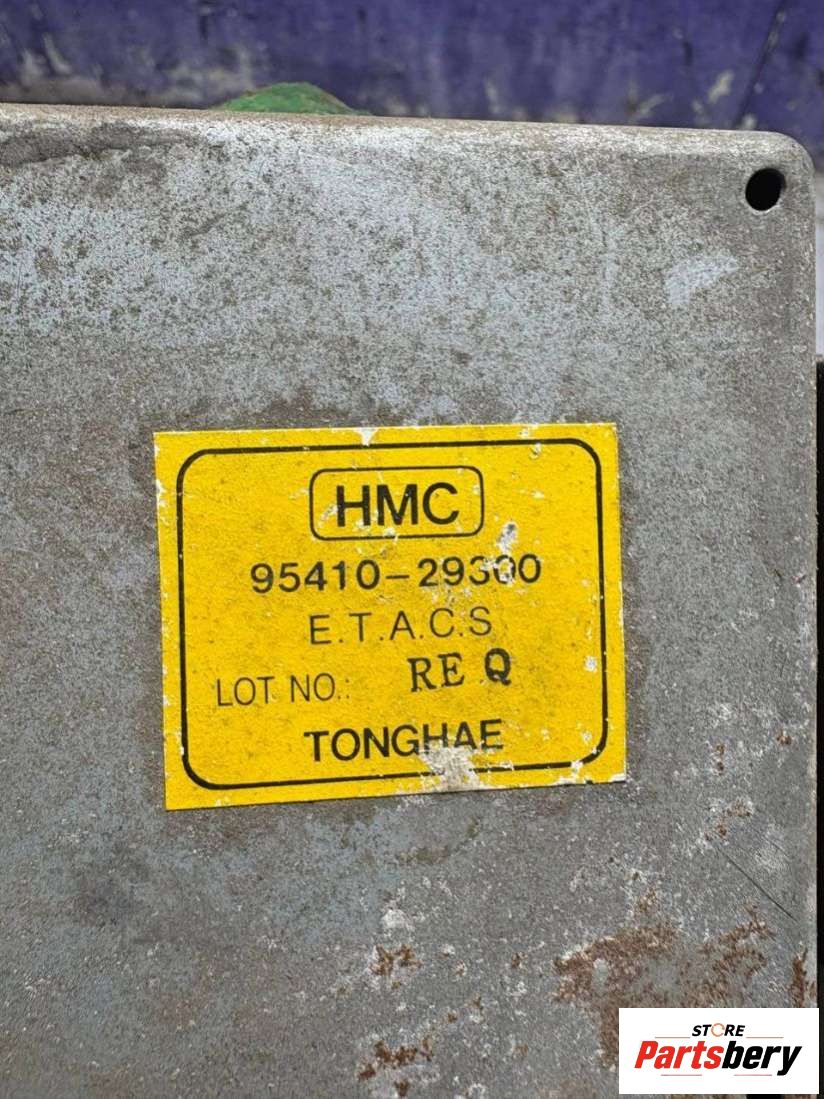 HMC
95410-29300
E.T.A.C.S
LOT NO.: RE Q
TONGHAE
STORE
Partsbery